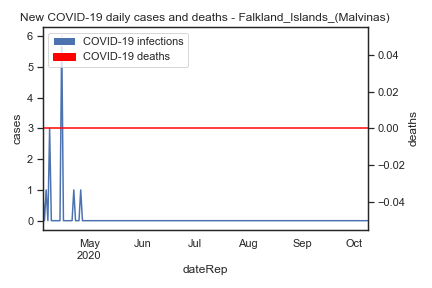 New COVID-19 daily cases and deaths - Falkland_Islands_(Malvinas)
COVID-19 infections
COVID-19 deaths
6
5
4
3
2
1
0
cases
0.04
0.02
0.00
−0.02
−0.04
deaths
May Jun Jul Aug Sep Oct
2020
dateRep